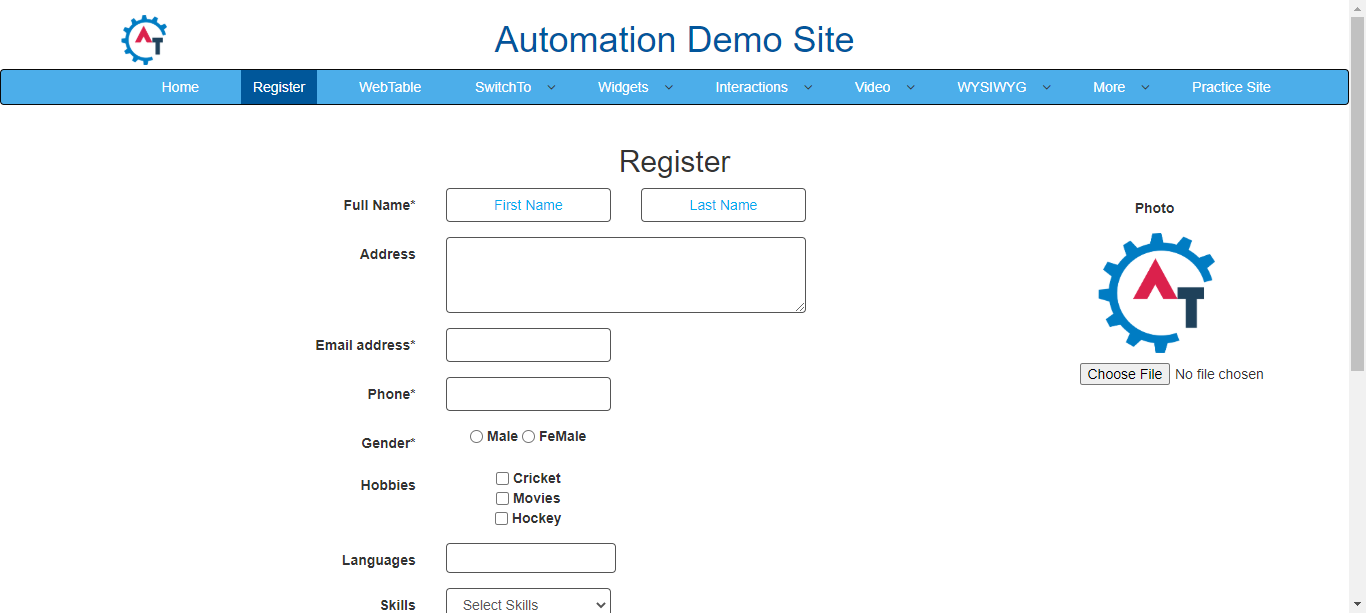 AT
Automation Demo Site
Home Register WebTable SwitchTo Widgets Interactions Video WYSIWYG More Practice Site
Register
Full Name* First Name Last Name
Photo
Address
AT
Email address*
Choose File No file chosen
Phone*
Gender* Male FeMale
Hobbies Cricket
Movies
Hockey
Languages
Skills Select Skills